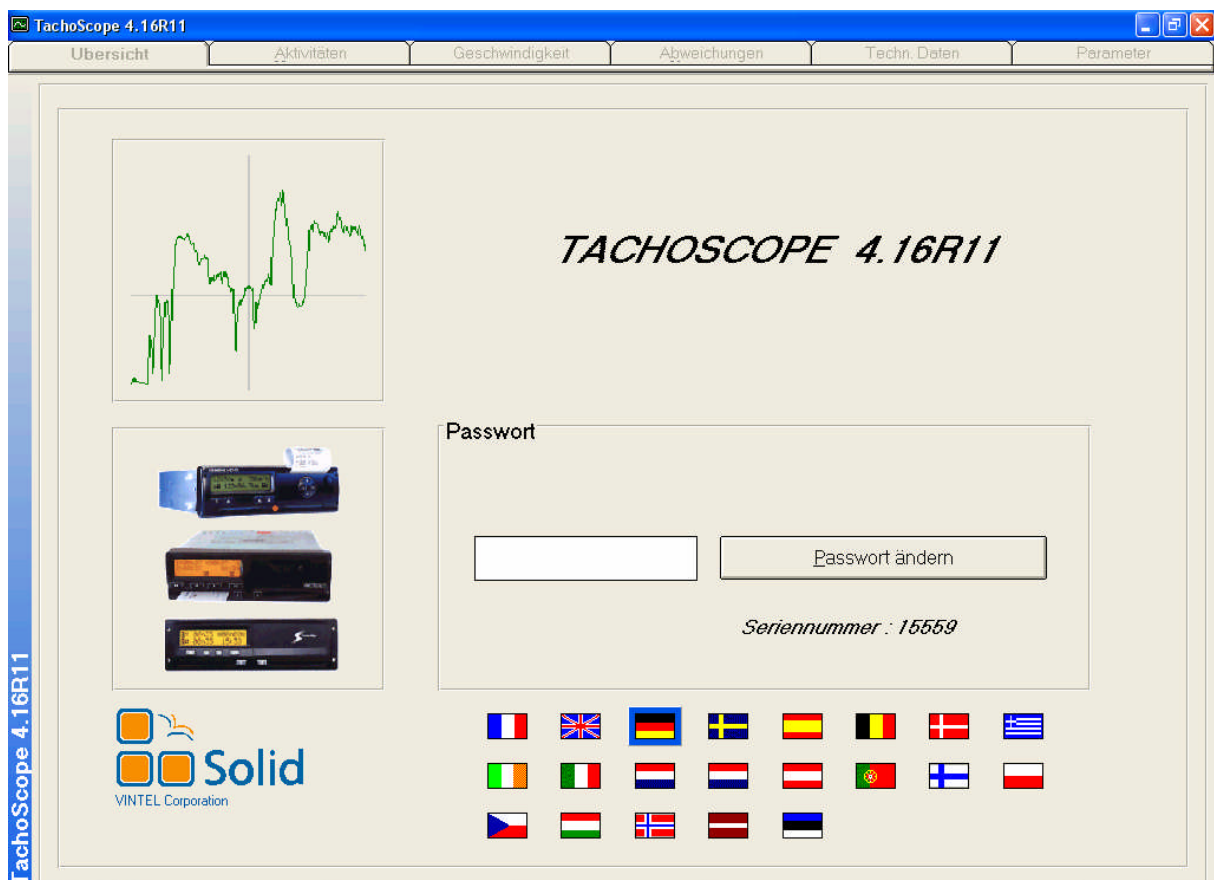 TachoScope 4.16R11
Übersicht Aktivitäten Geschwindigkeit Abweichungen Techn. Daten Parameter
TACHOSCOPE 4.16R11
Passwort
Passwort ändern
Seriennummer : 15559
Solid
VINTEL Corporation
TachoScope 4.16R11